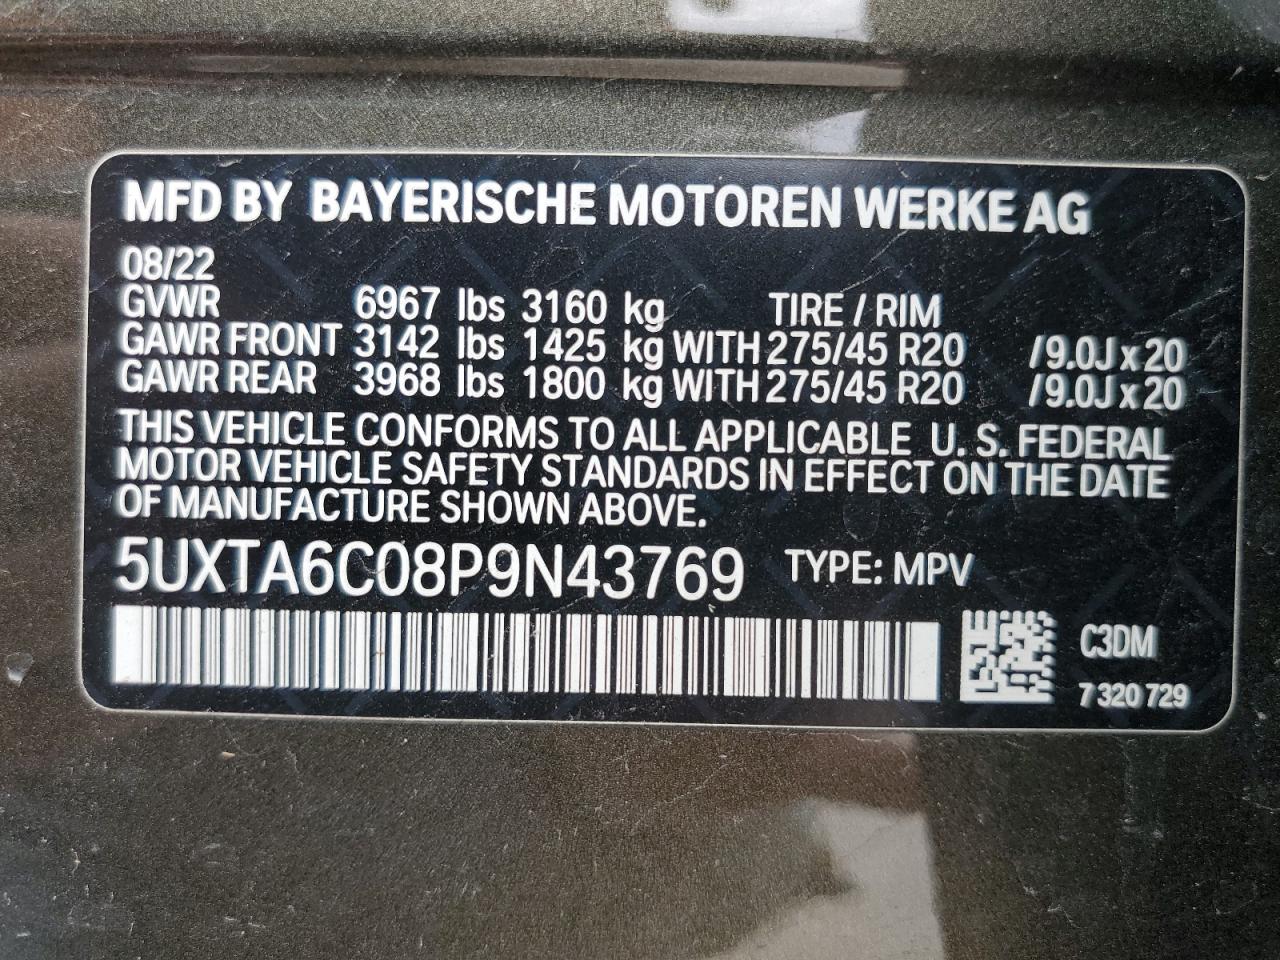 MFD BY BAYERISCHE MOTOREN WERKE AG
08/22
GVWR 6967 lbs 3160 kg TIRE / RIM
GAWR FRONT 3142 lbs 1425 kg WITH 275/45 R20 /9.0J x 20
GAWR REAR 3968 lbs 1800 kg WITH 275/45 R20 /9.0J x 20
THIS VEHICLE CONFORMS TO ALL APPLICABLE U. S. FEDERAL
MOTOR VEHICLE SAFETY STANDARDS IN EFFECT ON THE DATE
OF MANUFACTURE SHOWN ABOVE.
5UXTA6C08P9N43769 TYPE: MPV
C3DM
7 320 729